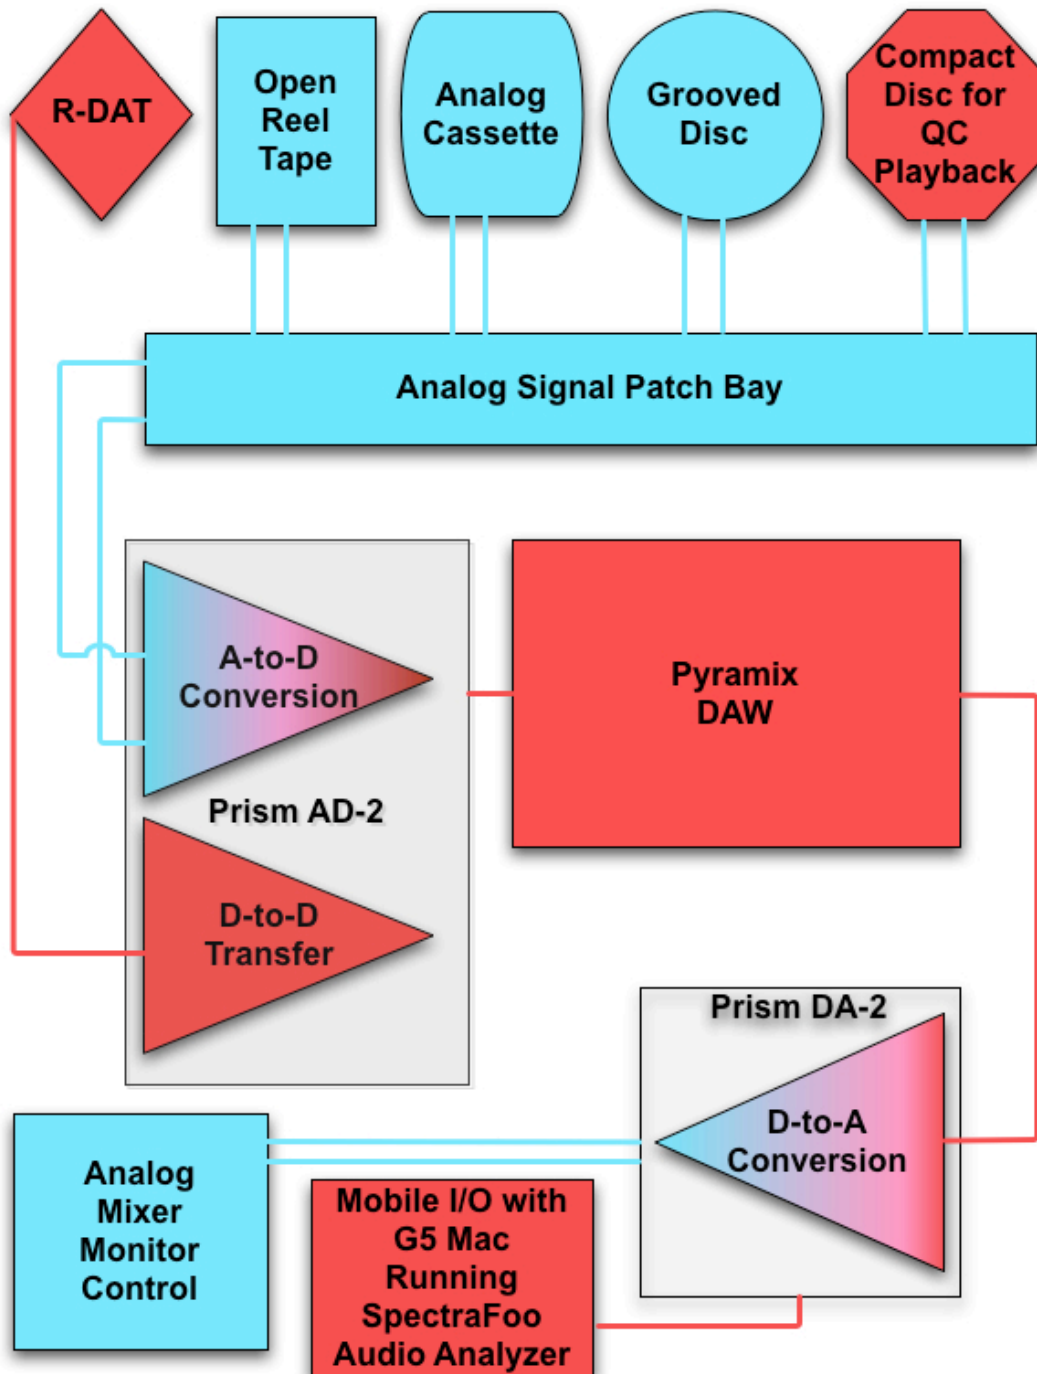 R-DAT
Open
Reel
Tape
Analog
Cassette
Grooved
Disc
Compact
Disc for
QC
Playback
Analog Signal Patch Bay
A-to-D
Conversion
Prism AD-2
D-to-D
Transfer
Pyramix
DAW
Prism DA-2
D-to-A
Conversion
Analog
Mixer
Monitor
Control
Mobile I/O with
G5 Mac
Running
SpectraFoo
Audio Analyzer